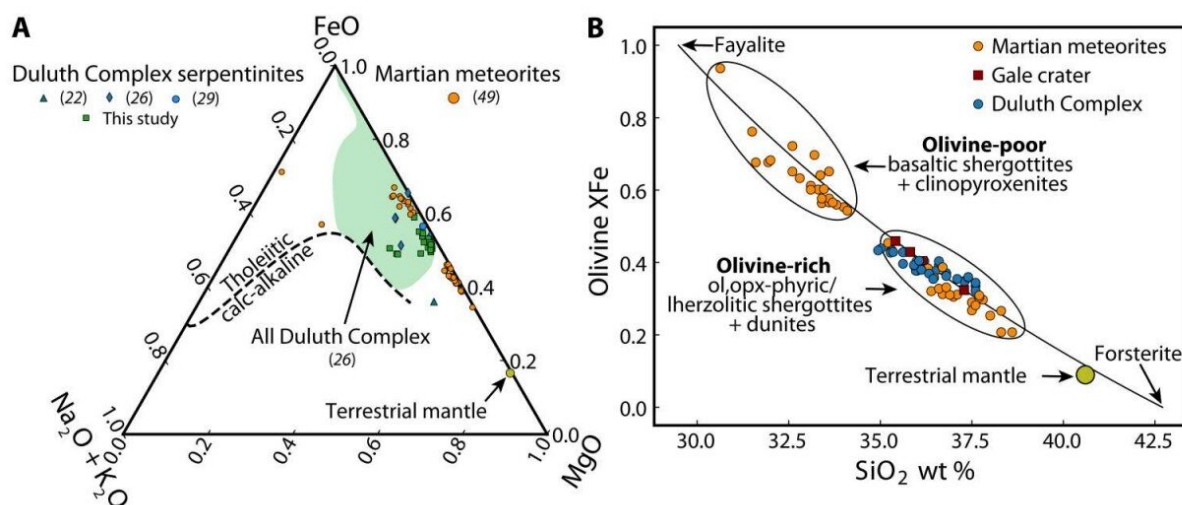 A
FeO
Duluth Complex serpentinites
(22) (26) (29)
This study
Martian meteorites
(49)
0.0
1.0
0.2
0.8
0.4
0.6
0.6
0.4
0.8
0.2
1.0
0.0
0.0
0.2
0.4
0.6
0.8
1.0
Tholeiitic
calc-alkaline
All Duluth Complex
(26)
Terrestrial mantle
Na₂O + K₂O
MgO
B
1.0
0.8
0.6
0.4
0.2
0.0
Olivine XFe
Fayalite
Martian meteorites
Gale crater
Duluth Complex
Olivine-poor
basaltic shergottites
+ clinopyroxenites
Olivine-rich
ol,opx-phyric/
lherzolitic shergottites
+ dunites
Forsterite
Terrestrial mantle
30.0 32.5 35.0 37.5 40.0 42.5
SiO₂ wt %